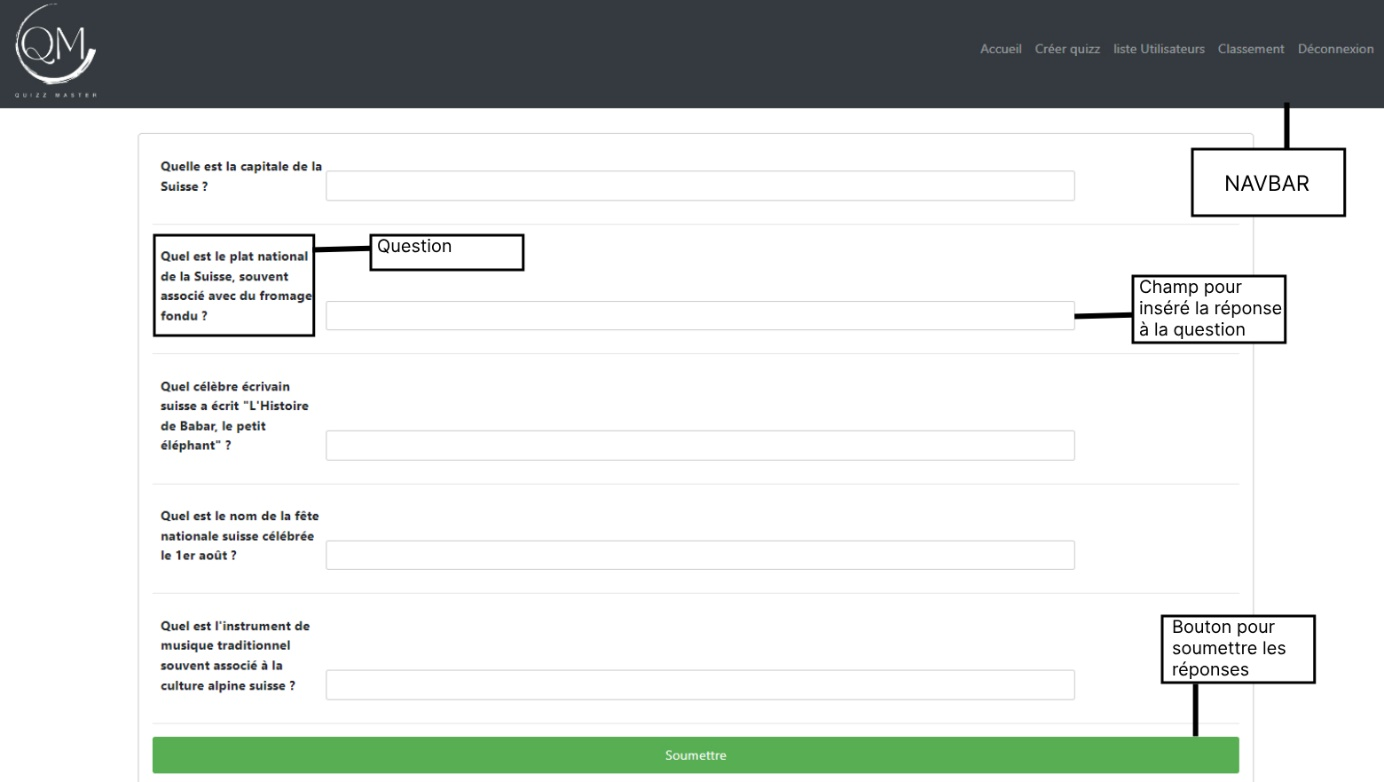 QM
QUIZZ MASTER
Accueil Créer quizz liste Utilisateurs Classement Déconnexion
NAVBAR
Quelle est la capitale de la
Suisse ?
Question
Quel est le plat national
de la Suisse, souvent
associé avec du fromage
fondu ?
Champ pour
inséré la réponse
à la question
Quel célèbre écrivain
suisse a écrit "L'Histoire
de Babar, le petit
éléphant" ?
Quel est le nom de la fête
nationale suisse célébrée
le 1er août ?
Quel est l'instrument de
musique traditionnel
souvent associé à la
culture alpine suisse ?
Bouton pour
soumettre les
réponses
Soumettre